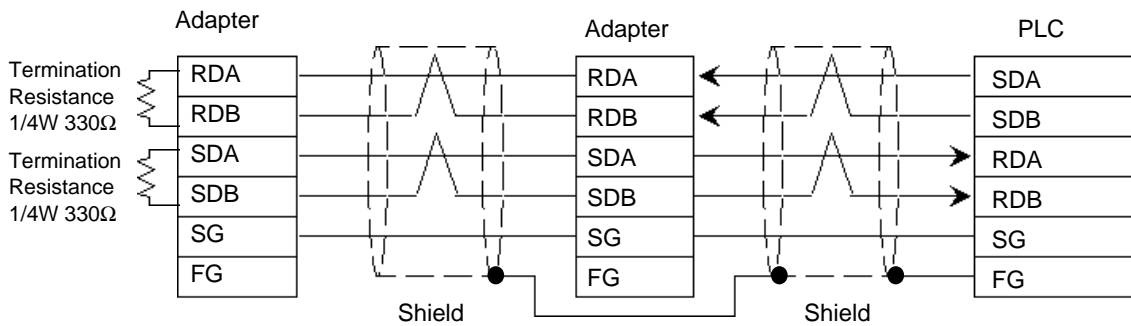 Adapter
Adapter
PLC
Termination
Resistance
1/4W 330Ω
Termination
Resistance
1/4W 330Ω
RDA
RDB
SDA
SDB
SG
FG
RDA
RDB
SDA
SDB
SG
FG
SDA
SDB
RDA
RDB
SG
FG
Shield
Shield